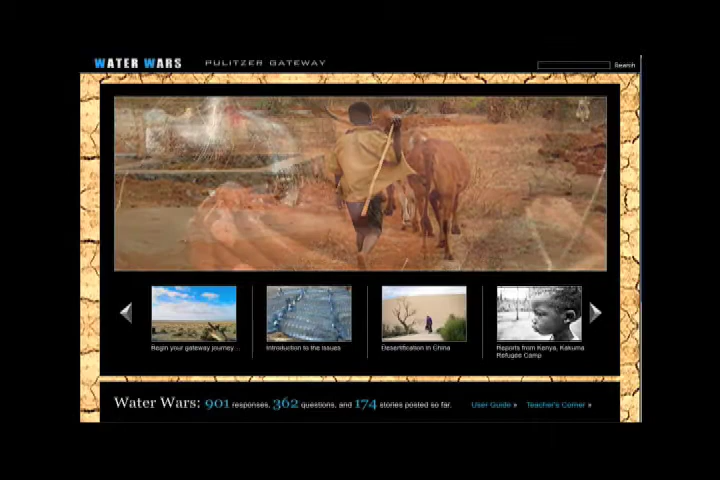 WATER WARS PULITZER GATEWAY
Search
Begin your gateway journey...
Introduction to the issues
Desertification in China
Reports from Kenya, Kakuma
Refugee Camp
Water Wars: 901 responses, 362 questions, and 174 stories posted so far.
User Guide » Teacher's Corner »